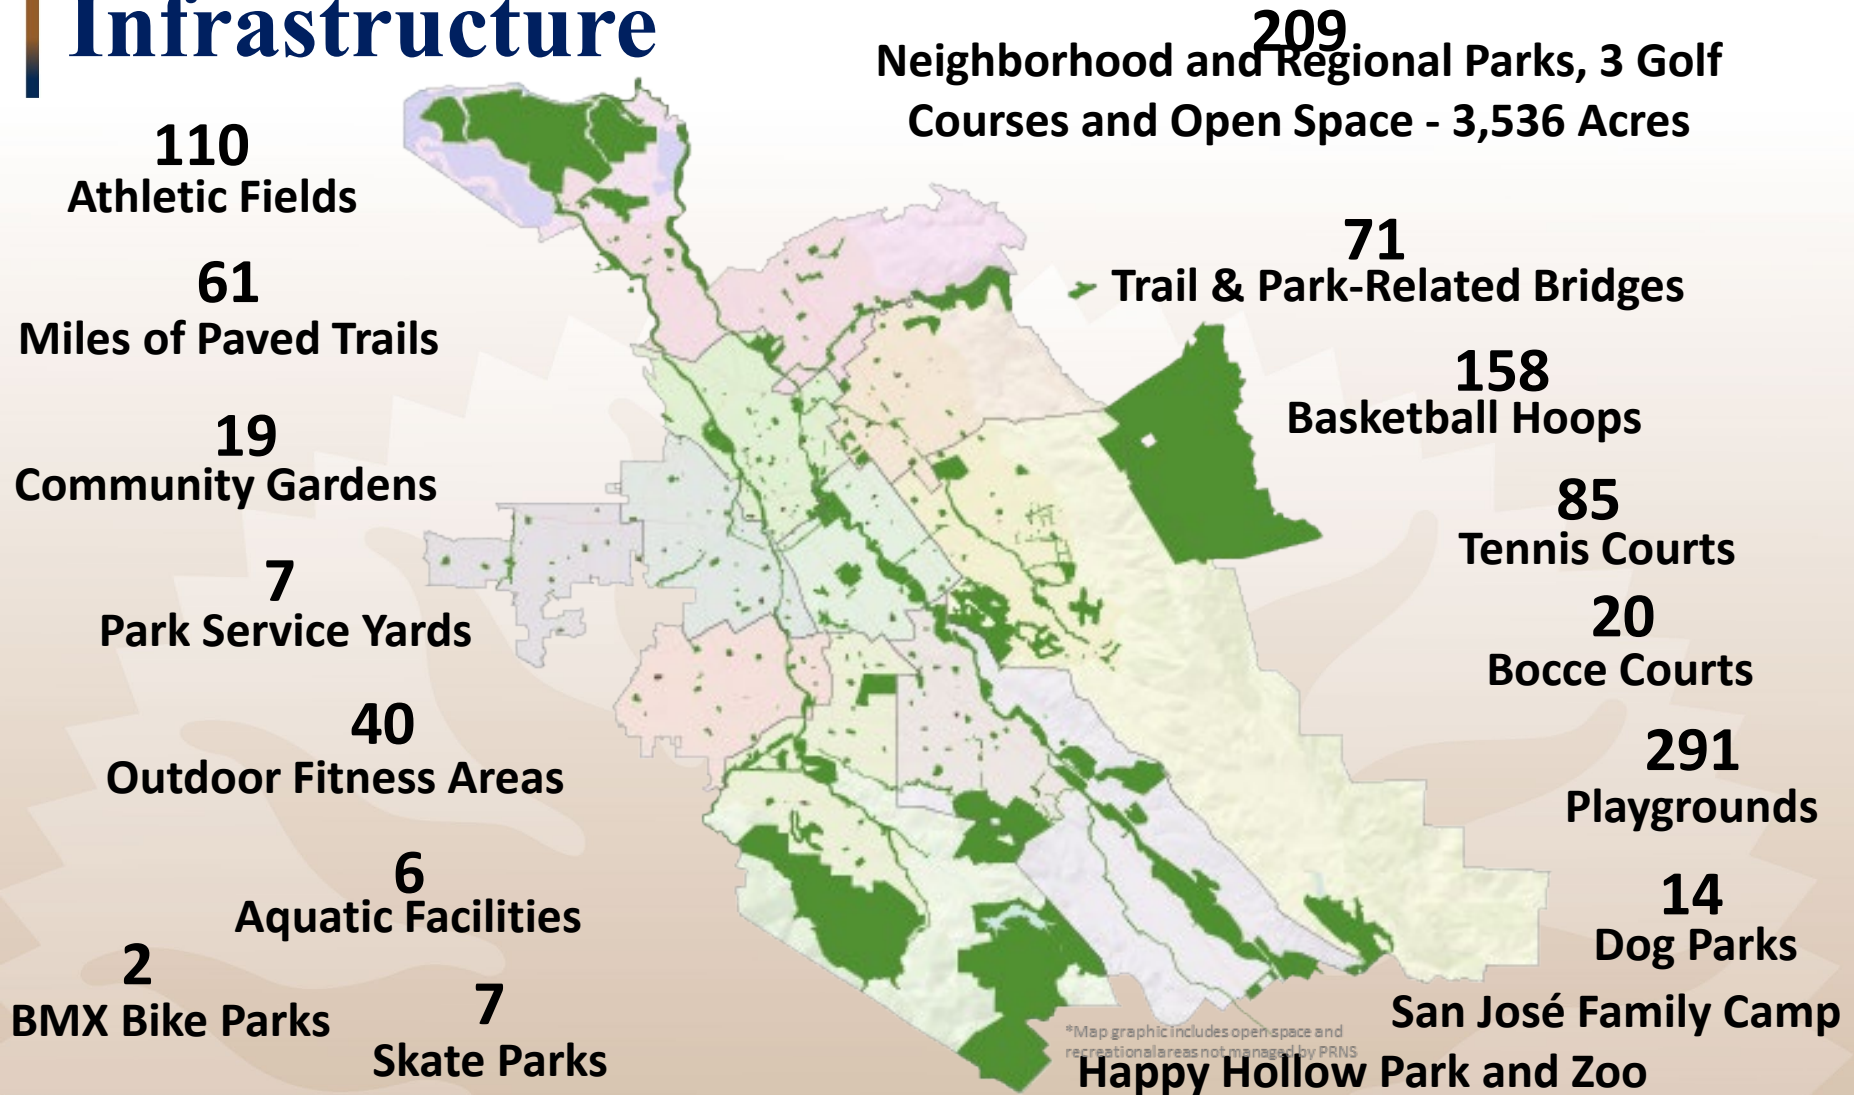 Infrastructure
209
Neighborhood and Regional Parks, 3 Golf
Courses and Open Space - 3,536 Acres
110
Athletic Fields
61
Miles of Paved Trails
19
Community Gardens
7
Park Service Yards
40
Outdoor Fitness Areas
6
Aquatic Facilities
2
BMX Bike Parks
7
Skate Parks
71
Trail & Park-Related Bridges
158
Basketball Hoops
85
Tennis Courts
20
Bocce Courts
291
Playgrounds
14
Dog Parks
San José Family Camp
*Map graphic includes open space and
recreational areas not managed by PRNS
Happy Hollow Park and Zoo